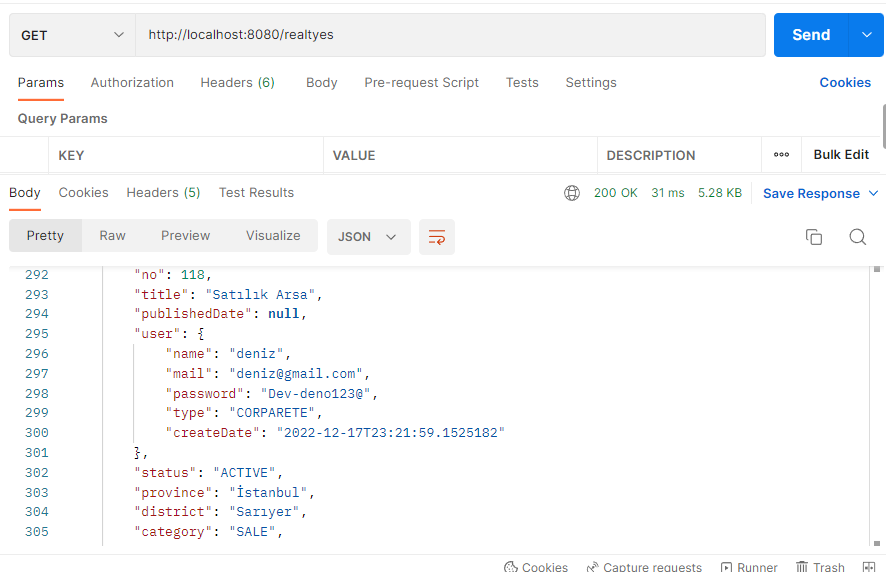 GET http://localhost:8080/realtyes Send
Params Authorization Headers (6) Body Pre-request Script Tests Settings Cookies
Query Params
KEY VALUE DESCRIPTION ooo Bulk Edit
Body Cookies Headers (5) Test Results 200 OK 31 ms 5.28 KB Save Response
Pretty Raw Preview Visualize JSON
292 "no": 118,
293 "title": "Satılık Arsa",
294 "publishedDate": null,
295 "user": {
296 "name": "deniz",
297 "mail": "deniz@gmail.com",
298 "password": "Dev-deno123@",
299 "type": "CORPARETE",
300 "createDate": "2022-12-17T23:21:59.1525182"
301 },
302 "status": "ACTIVE",
303 "province": "İstanbul",
304 "district": "Sarıyer",
305 "category": "SALE",
Cookies Capture requests Runner Trash